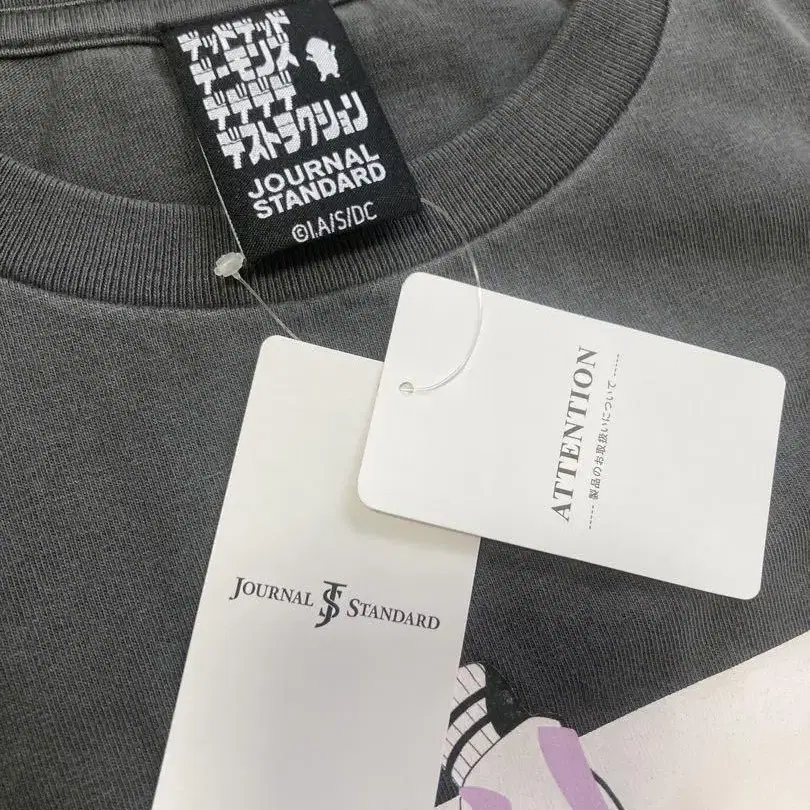 デッドデッド
デーモンズ
デデデデ
デストラクション
JOURNAL
STANDARD
©I.A/S/DC
ATTENTION
----- 製品のお取扱いについて -----
JOURNAL JS STANDARD